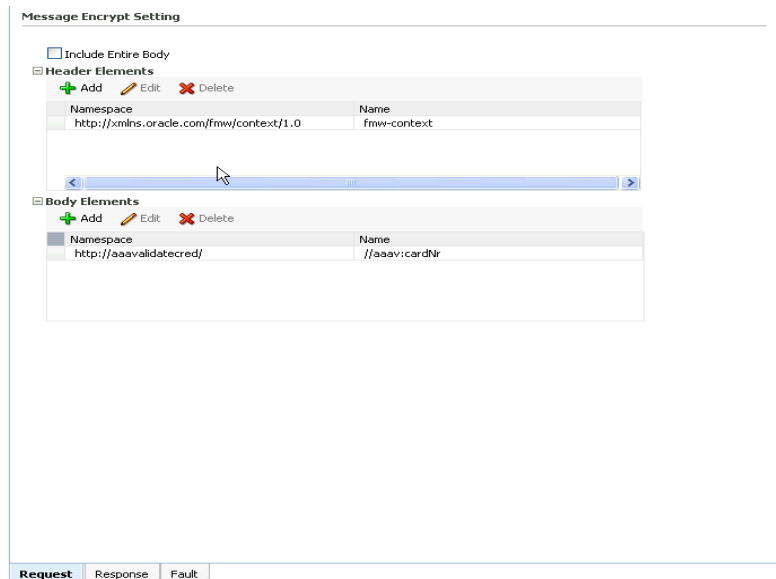 Message Encrypt Setting
Include Entire Body
Header Elements
Add Edit Delete
Namespace Name
http://xmlns.oracle.com/fmw/context/1.0 fmw-context
Body Elements
Add Edit Delete
Namespace Name
http://aaavalidatecred/ //aaav:cardNr
Request Response Fault